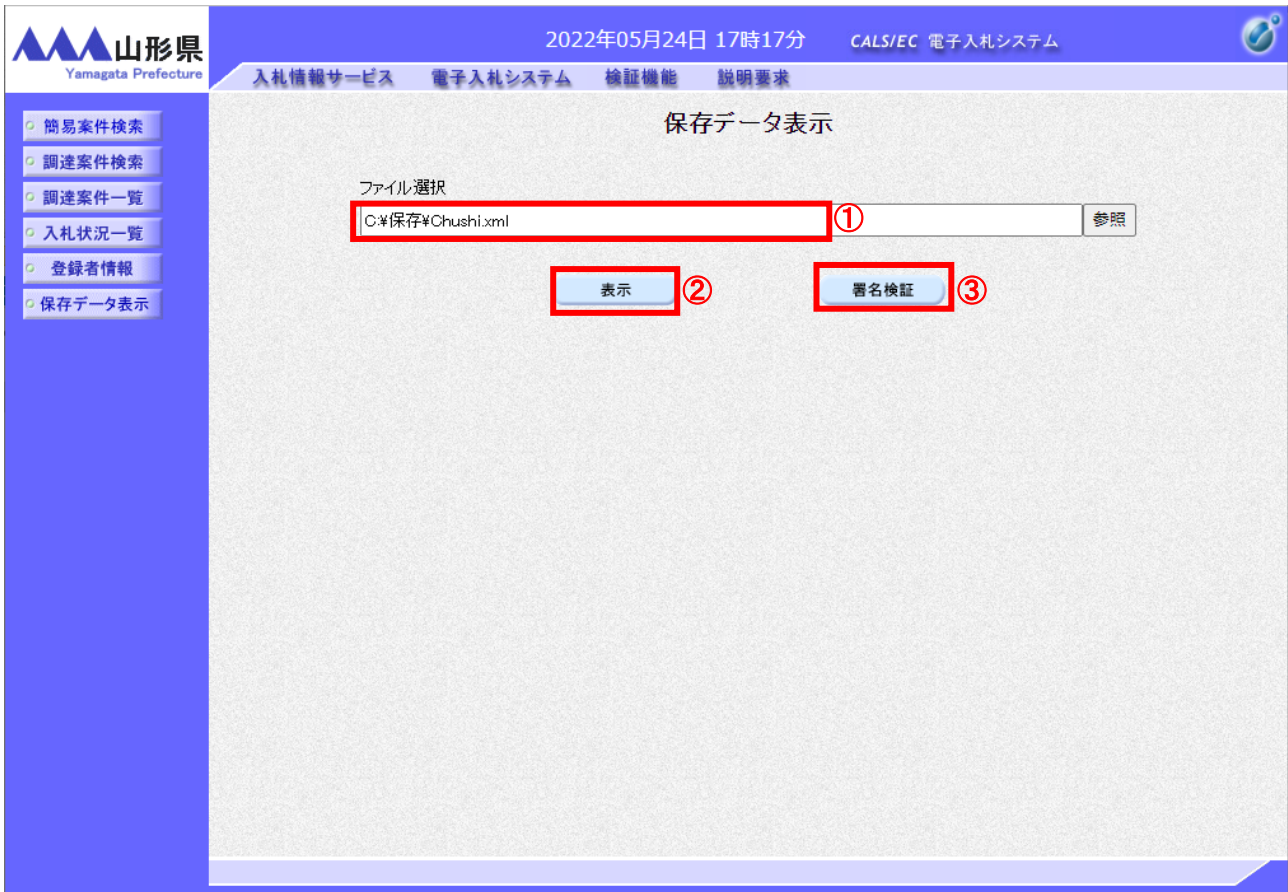 山形県
Yamagata Prefecture
2022年05月24日 17時17分 CALS/EC 電子入札システム
入札情報サービス 電子入札システム 検証機能 説明要求
簡易案件検索
調達案件検索
調達案件一覧
入札状況一覧
登録者情報
保存データ表示
保存データ表示
ファイル選択
C:¥保存¥Chushi.xml ① 参照
表示 ② 署名検証 ③